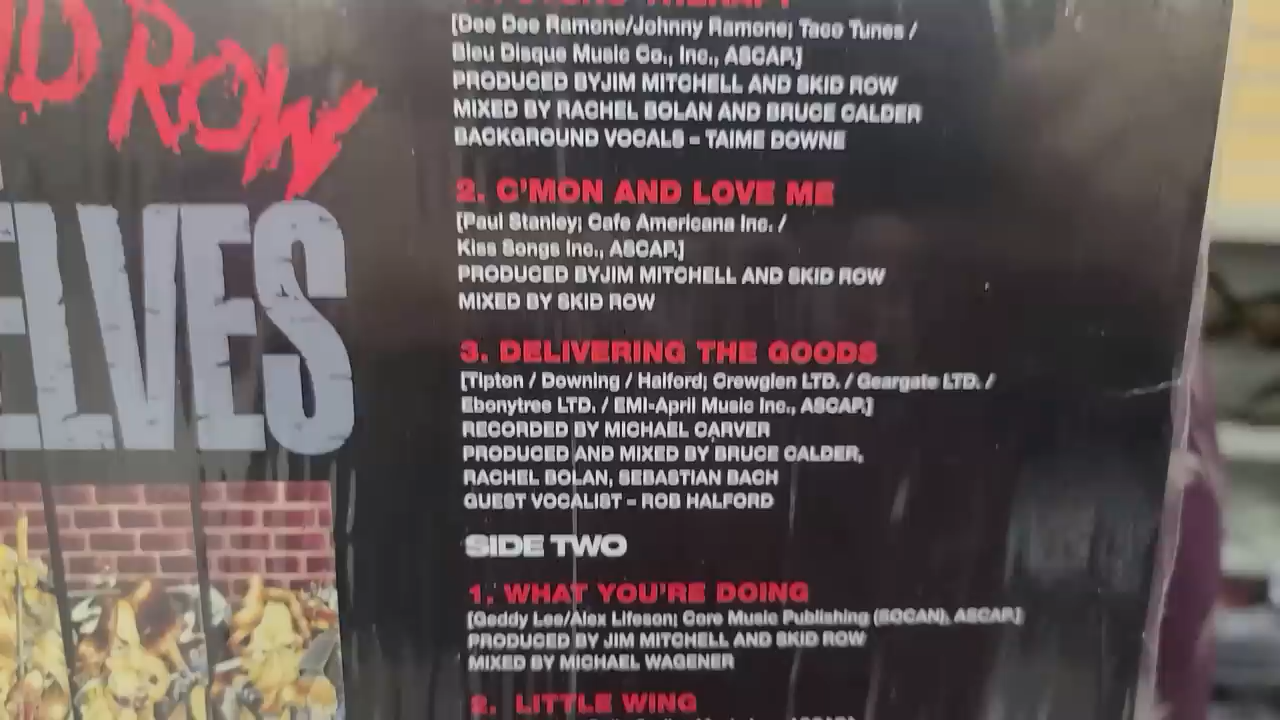 ROW
ELVES
[Dee Dee Ramone/Johnny Ramone; Taco Tunes /
Bleu Disque Music Co., Inc., ASCAP.]
PRODUCED BYJIM MITCHELL AND SKID ROW
MIXED BY RACHEL BOLAN AND BRUCE CALDER
BACKGROUND VOCALS – TAIME DOWNE
2. C'MON AND LOVE ME
[Paul Stanley; Cafe Americana Inc. /
Kiss Songs Inc., ASCAP.]
PRODUCED BYJIM MITCHELL AND SKID ROW
MIXED BY SKID ROW
3. DELIVERING THE GOODS
[Tipton / Downing / Halford; Crewglen LTD. / Geargate LTD. /
Ebonytree LTD. / EMI-April Music Inc., ASCAP.]
RECORDED BY MICHAEL CARVER
PRODUCED AND MIXED BY BRUCE CALDER,
RACHEL BOLAN, SEBASTIAN BACH
GUEST VOCALIST – ROB HALFORD
SIDE TWO
1. WHAT YOU'RE DOING
[Geddy Lee/Alex Lifeson; Core Music Publishing (SOCAN), ASCAP.]
PRODUCED BY JIM MITCHELL AND SKID ROW
MIXED BY MICHAEL WAGENER
2. LITTLE WING